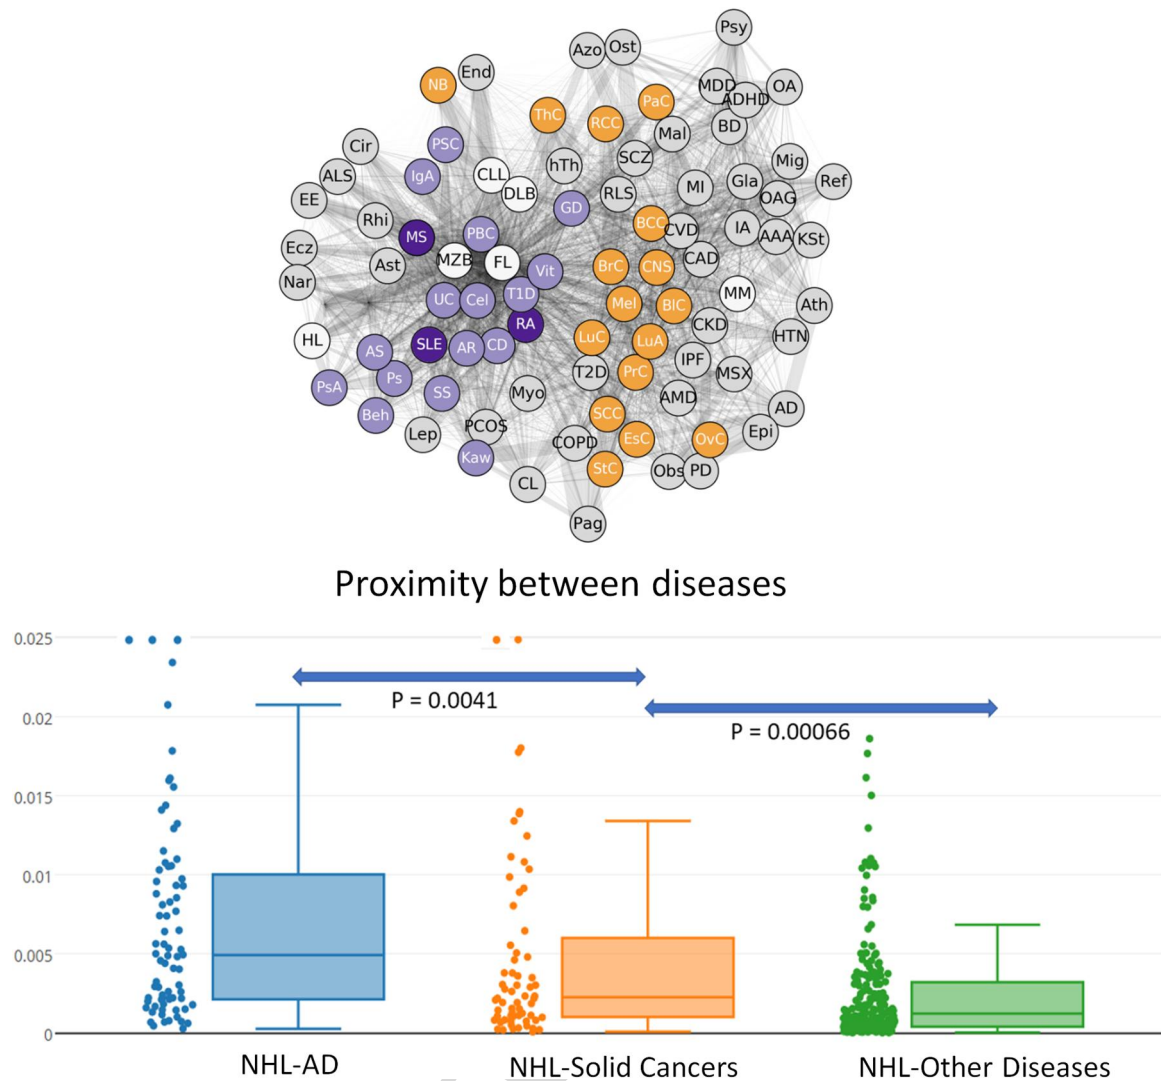 Psy
Azo Ost
End
NB
MDD ADHD OA
ThC RCC PaC
Mal BD
Cir PSC
hTh SCZ Mig
ALS IgA CLL
DLB RLS MI Gla OAG Ref
EE
Rhi GD
MS PBC BCC CVD IA AAA KSt
Ecz
Ast MZB FL Vit BrC CNS CAD
Nar
UC Cel T1D Mel BlC MM Ath
HL SLE AR CD RA LuC LuA CKD HTN
AS
PsA Ps T2D PrC IPF MSX
Beh SS Myo AMD AD
Lep PCOS SCC
COPD EsC OvC Epi
Kaw StC Obs PD
CL
Pag
Proximity between diseases
0.025
P = 0.0041
0.02
P = 0.00066
0.015
0.01
0.005
0
NHL-AD NHL-Solid Cancers NHL-Other Diseases